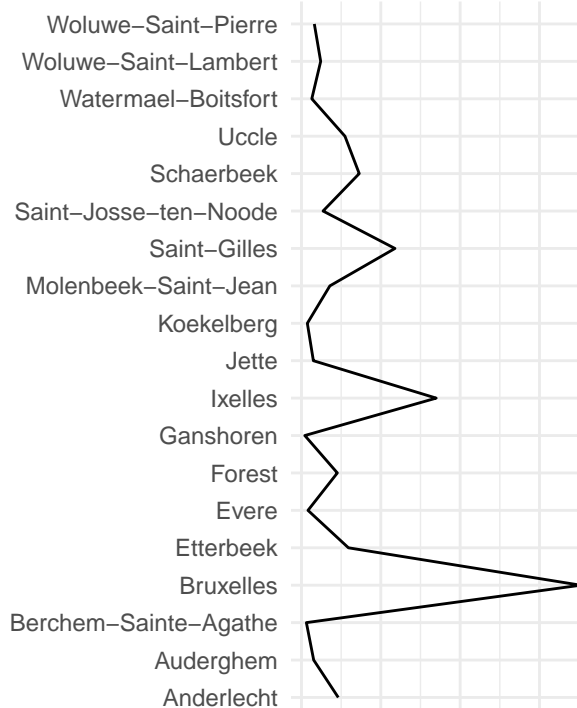 Woluwe−Saint−Pierre
Woluwe−Saint−Lambert
Watermael−Boitsfort
Uccle
Schaerbeek
Saint−Josse−ten−Noode
Saint−Gilles
Molenbeek−Saint−Jean
Koekelberg
Jette
Ixelles
Ganshoren
Forest
Evere
Etterbeek
Bruxelles
Berchem−Sainte−Agathe
Auderghem
Anderlecht